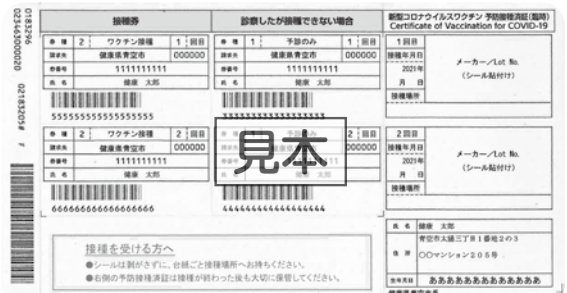 接種券
診察したが接種できない場合
新型コロナウイルスワクチン 予防接種済証(臨時)
Certificate of Vaccination for COVID-19
券種 2 ワクチン接種 1 回目
請求先 健康県青空市 000000
券番号 1111111111
氏名 健康 太郎
555555555555555555
券種 1 予診のみ 1 回目
請求先 健康県青空市 000000
券番号 1111111111
氏名 健康 太郎
333333333333333333
1回目
接種年月日
2021年
月 日
接種場所
メーカー/Lot No.
(シール貼付け)
券種 2 ワクチン接種 2 回目
請求先 健康県青空市 000000
券番号 1111111111
氏名 健康 太郎
666666666666666666
予診のみ 2 回目
000000
444444444444444444
見本
2回目
接種年月日
2021年
月 日
接種場所
メーカー/Lot No.
(シール貼付け)
氏名 健康 太郎
住所 青空市太陽三丁目1番地2の3
〇〇マンション205号
生年月日 ああああああああああああ
接種を受ける方へ
●シールは剥がさずに、台紙ごと接種場所へお持ちください。
●右側の予防接種済証は接種が終わった後も大切に保管してください。
0183296
023463000020 02183205# F